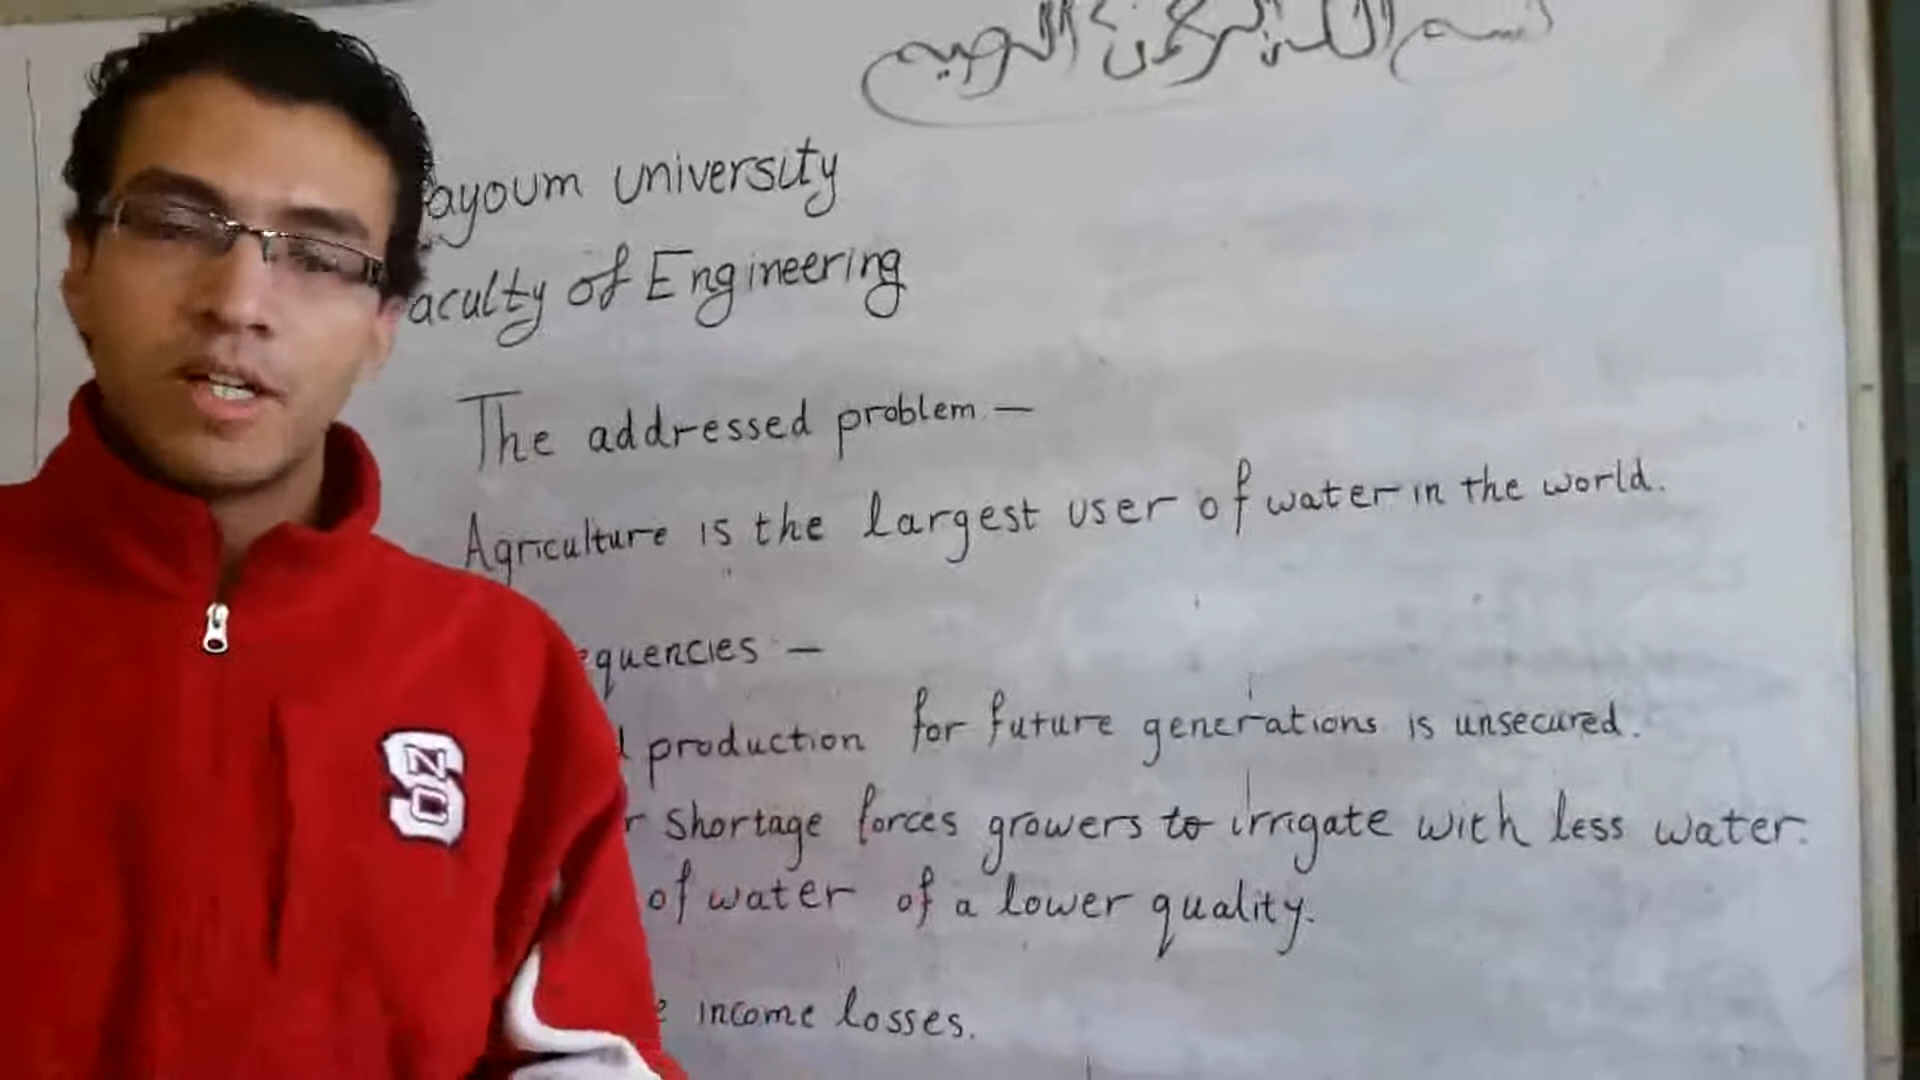 بسم الله الرحمن الرحيم
ayoum university
aculty of Engineering
The addressed problem —
Agriculture is the largest user of water in the world.
equencies —
production for future generations is unsecured.
r shortage forces growers to irrigate with less water.
of water of a lower quality.
e income losses.
NC
S